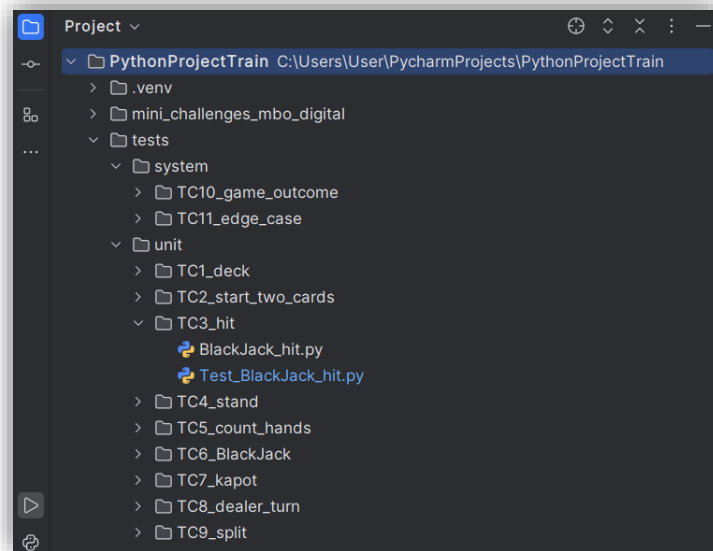 Project
PythonProjectTrain C:\Users\User\PycharmProjects\PythonProjectTrain
.venv
mini_challenges_mbo_digital
tests
system
TC10_game_outcome
TC11_edge_case
unit
TC1_deck
TC2_start_two_cards
TC3_hit
BlackJack_hit.py
Test_BlackJack_hit.py
TC4_stand
TC5_count_hands
TC6_BlackJack
TC7_kapot
TC8_dealer_turn
TC9_split